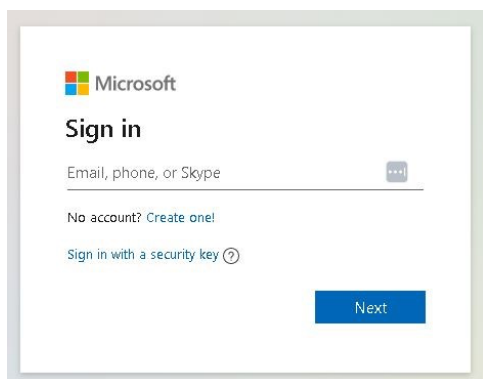 Microsoft
Sign in
Email, phone, or Skype
No account? Create one!
Sign in with a security key
Next